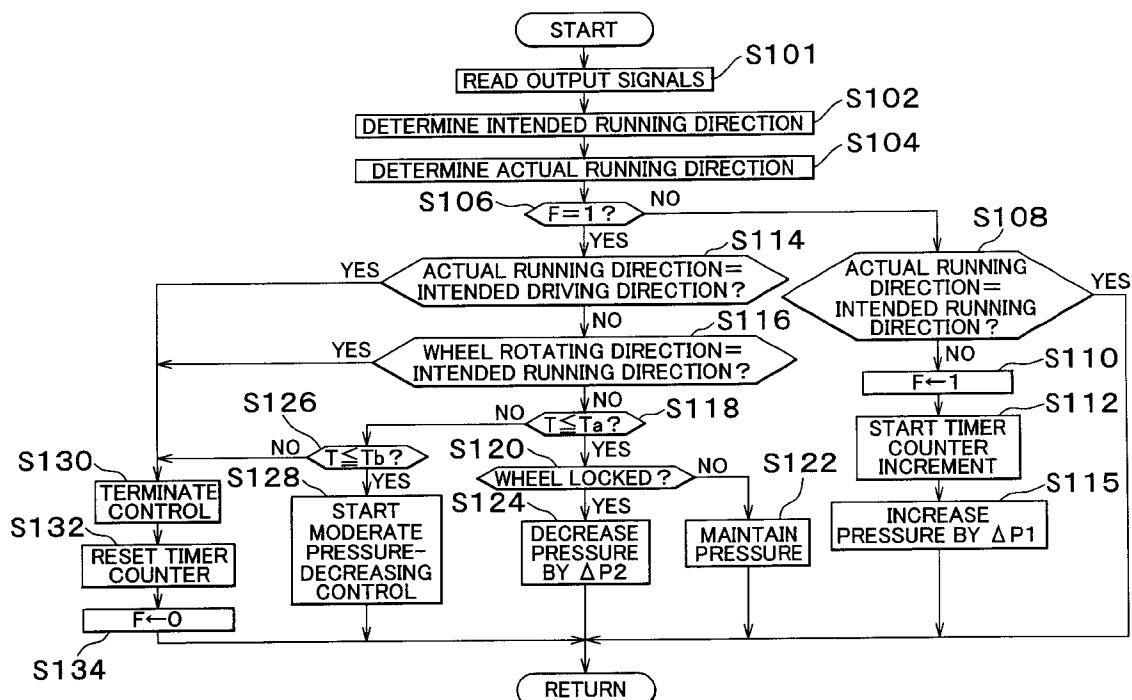 START
S101
READ OUTPUT SIGNALS
S102
DETERMINE INTENDED RUNNING DIRECTION
S104
DETERMINE ACTUAL RUNNING DIRECTION
S106
F=1?
NO
YES
S108
ACTUAL RUNNING
DIRECTION=
INTENDED RUNNING
DIRECTION?
YES
NO
S114
YES
ACTUAL RUNNING DIRECTION=
INTENDED DRIVING DIRECTION?
NO
S116
YES
WHEEL ROTATING DIRECTION=
INTENDED RUNNING DIRECTION?
NO
S110
F←1
S112
START TIMER
COUNTER
INCREMENT
S115
INCREASE
PRESSURE BY ΔP1
S118
NO
T≦Ta?
YES
S126
NO
T≦Tb?
YES
S120
WHEEL LOCKED?
NO
YES
S122
MAINTAIN
PRESSURE
S124
DECREASE
PRESSURE
BY ΔP2
S128
START
MODERATE
PRESSURE-
DECREASING
CONTROL
S130
TERMINATE
CONTROL
S132
RESET TIMER
COUNTER
F←0
S134
RETURN